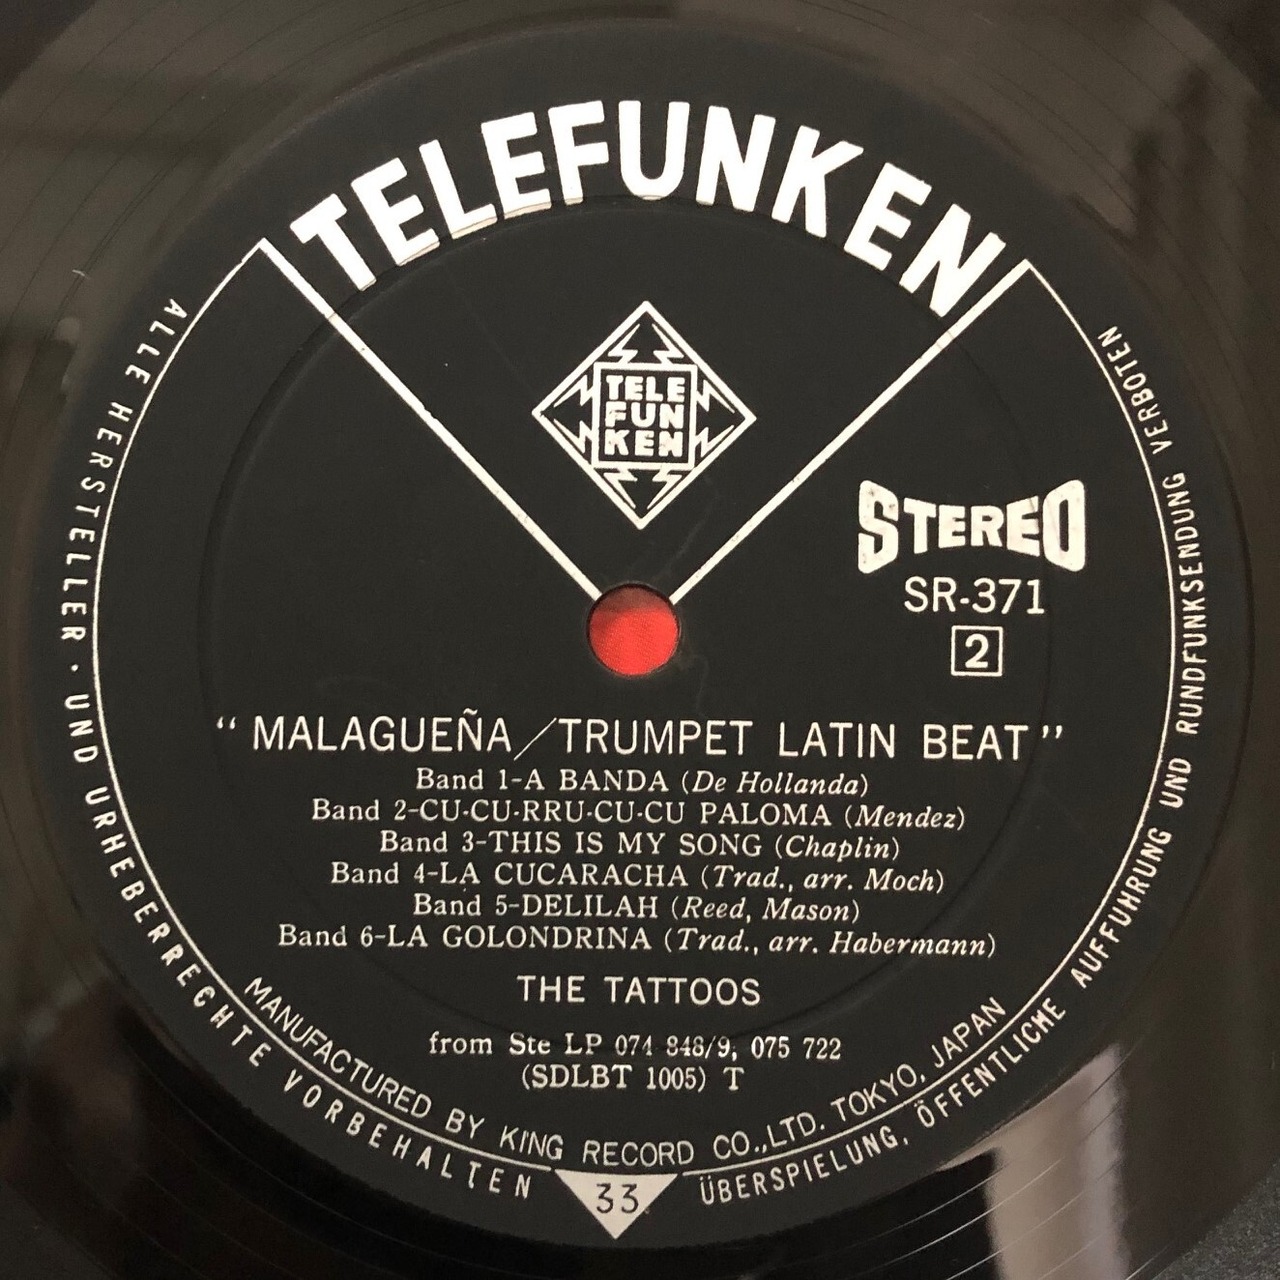 TELEFUNKEN
TELE
FUN
KEN
STEREO
SR-371
2
“ MALAGUEÑA/TRUMPET LATIN BEAT ”
Band 1-A BANDA (De Hollanda)
Band 2-CU-CU-RRU-CU-CU PALOMA (Mendez)
Band 3-THIS IS MY SONG (Chaplin)
Band 4-LA CUCARACHA (Trad., arr. Moch)
Band 5-DELILAH (Reed, Mason)
Band 6-LA GOLONDRINA (Trad., arr. Habermann)
THE TATTOOS
from Ste LP 074 848/9, 075 722
(SDLBT 1005) T
MANUFACTURED BY KING RECORD CO.,LTD. TOKYO, JAPAN
33
ALLE HERSTELLER · UND URHEBERRECHTE VORBEHALTEN
ÜBERSPIELUNG, ÖFFENTLICHE AUFFUHRUNG UND RUNDFUNKSENDUNG VERBOTEN